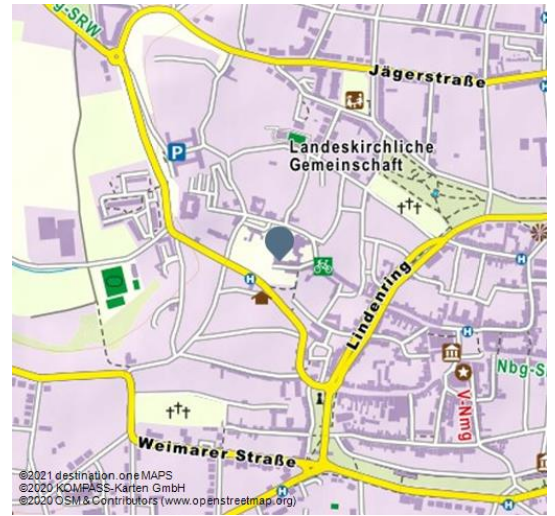 g-SRW
Jägerstraße
H
P
Landeskirchliche
Gemeinschaft
H
H
H
Lindenring
H
Nbg-S
V-Nmg
Weimarer Straße
H
H
©2021 destination.one MAPS
©2020 KOMPASS-Karten GmbH
©2020 OSM & Contributors (www.openstreetmap.org)